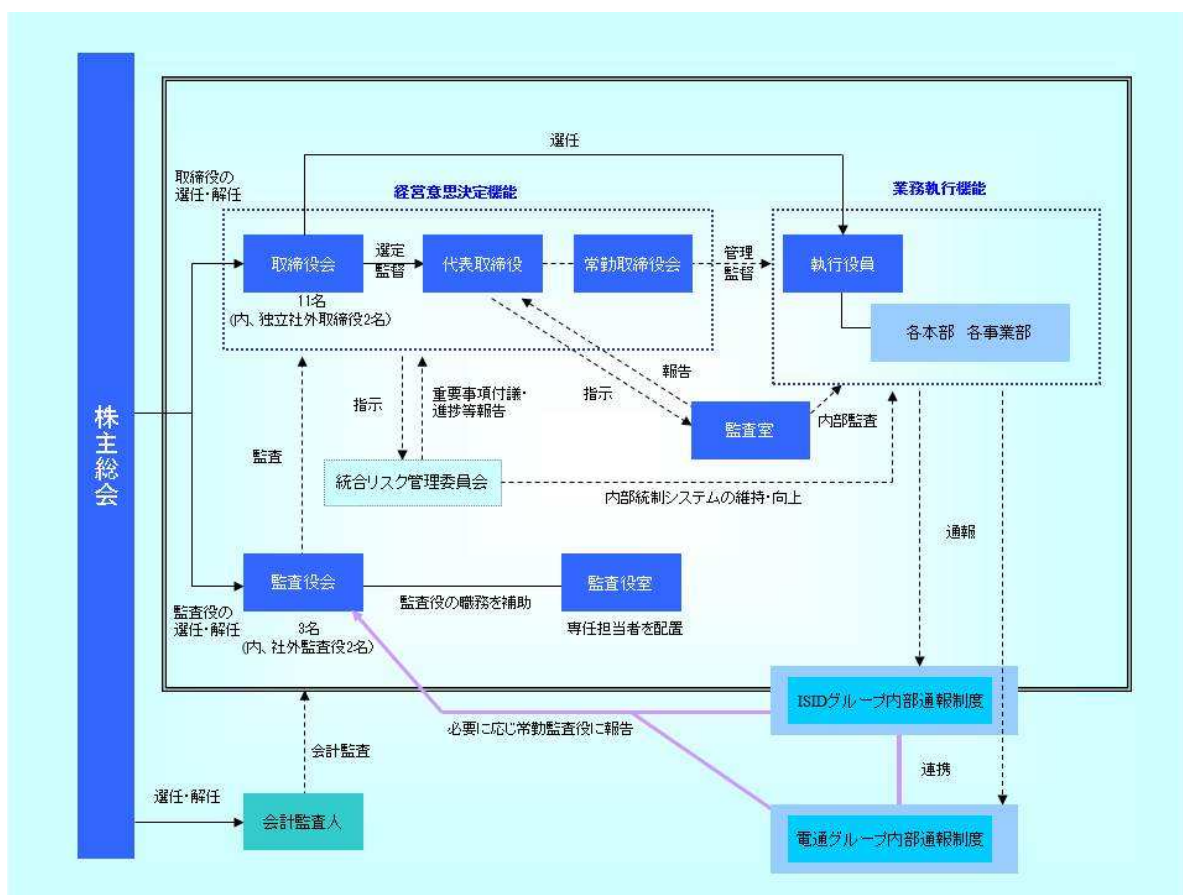 選任
取締役の
選任・解任
経営意思決定機能
業務執行機能
取締役会
選定
監督
代表取締役
常勤取締役会
管理
監督
執行役員
11名
(内、独立社外取締役2名)
各本部 各事業部
指示
重要事項付議・
進捗等報告
報告
指示
監査室
内部監査
株主総会
監査
統合リスク管理委員会
内部統制システムの維持・向上
通報
監査役会
監査役の職務を補助
監査役室
監査役の
選任・解任
3名
(内、社外監査役2名)
専任担当者を配置
ISIDグループ内部通報制度
必要に応じ常勤監査役に報告
会計監査
連携
選任・解任
会計監査人
電通グループ内部通報制度